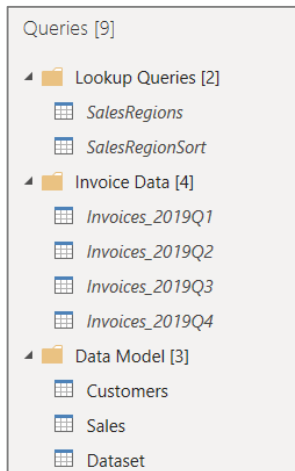 Queries [9]
Lookup Queries [2]
SalesRegions
SalesRegionSort
Invoice Data [4]
Invoices_2019Q1
Invoices_2019Q2
Invoices_2019Q3
Invoices_2019Q4
Data Model [3]
Customers
Sales
Dataset